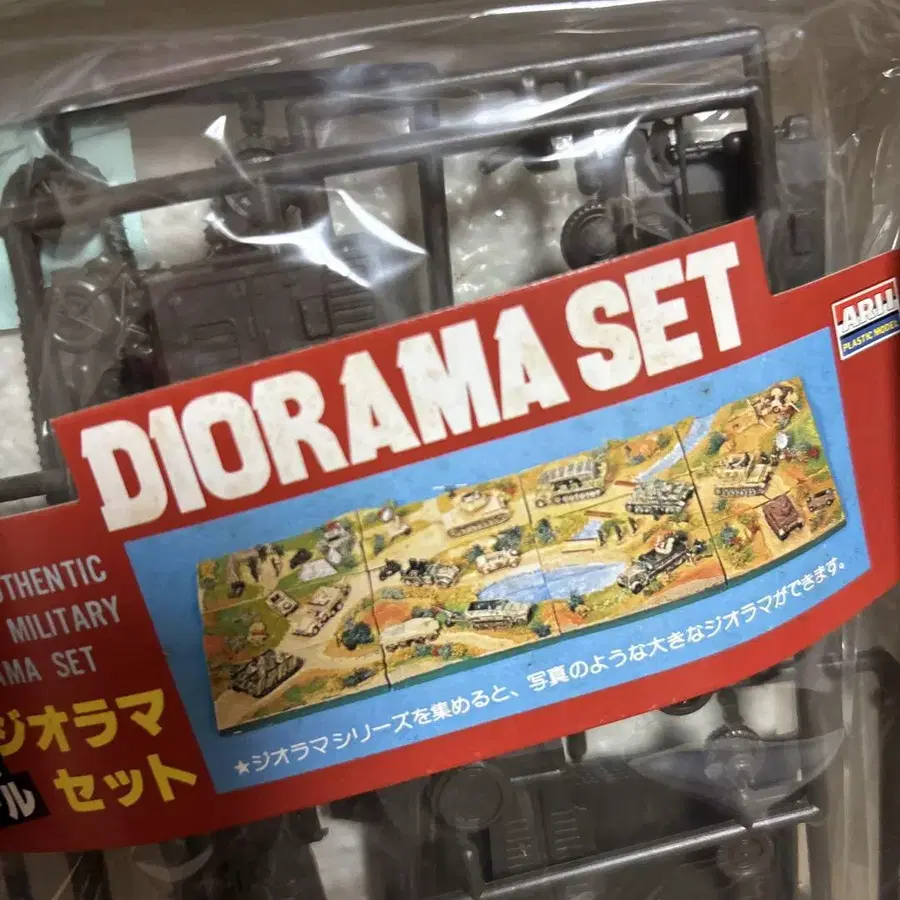 DIORAMA SET
ARII
PLASTIC MODEL
MILITARY
SET
ジオラマ
セット
★ジオラマシリーズを集めると、写真のような大きなジオラマができます。